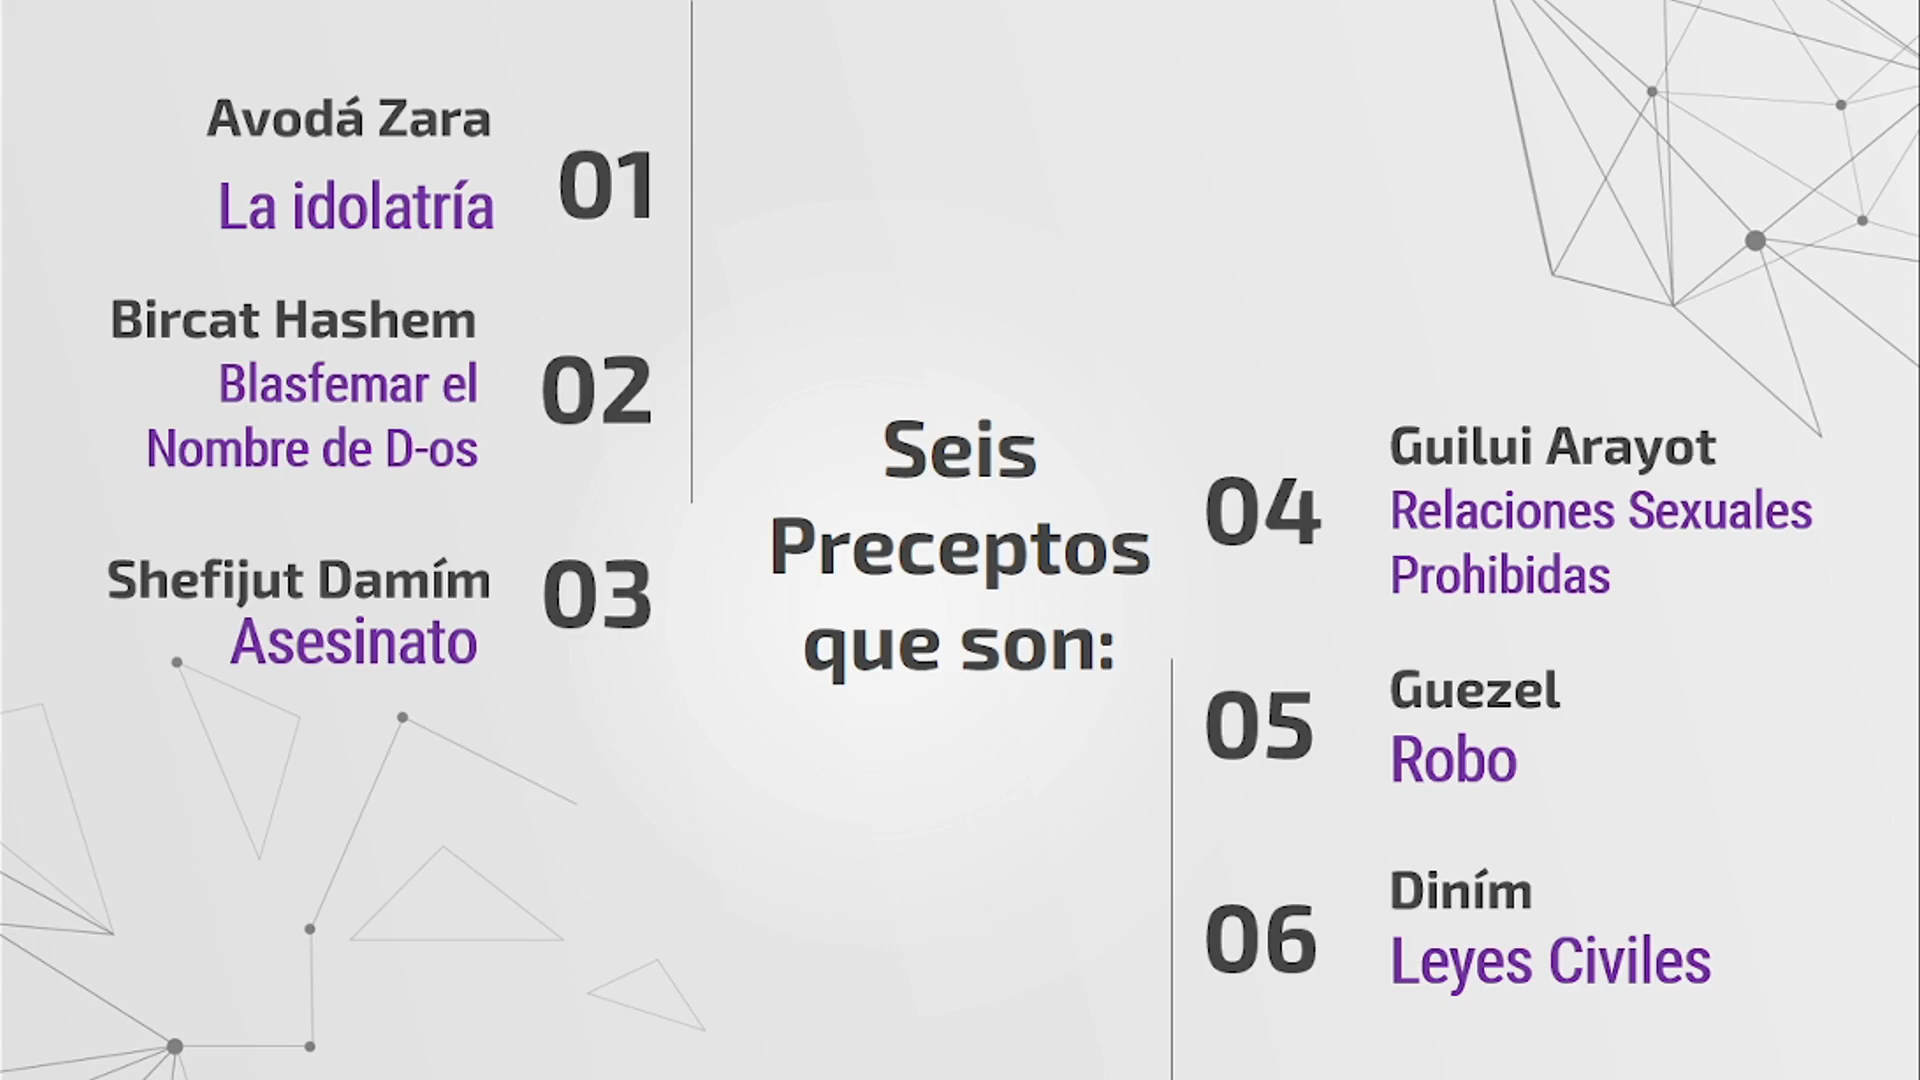 Avodá Zara
La idolatría
01
Bircat Hashem
Blasfemar el
Nombre de D-os
02
Shefijut Damím
Asesinato
03
Seis
Preceptos
que son:
04
Guilui Arayot
Relaciones Sexuales
Prohibidas
05
Guezel
Robo
06
Diním
Leyes Civiles